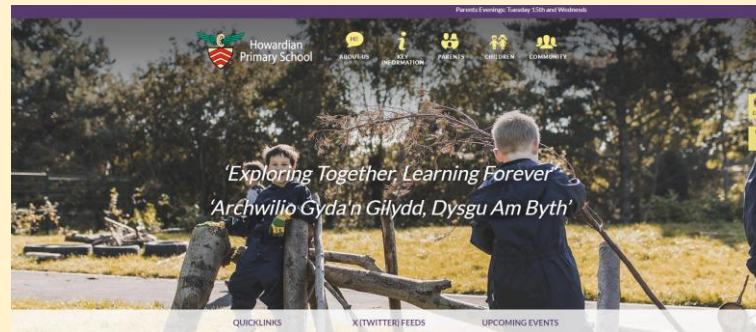 Parents Evenings: Tuesday 15th and Wednesd
Howardian
Primary School
Hi!
ABOUT US
KEY
INFORMATION
PARENTS
CHILDREN
COMMUNITY
'Exploring Together, Learning Forever'
'Archwilio Gyda'n Gilydd, Dysgu Am Byth'
QUICKLINKS
X (TWITTER) FEEDS
UPCOMING EVENTS